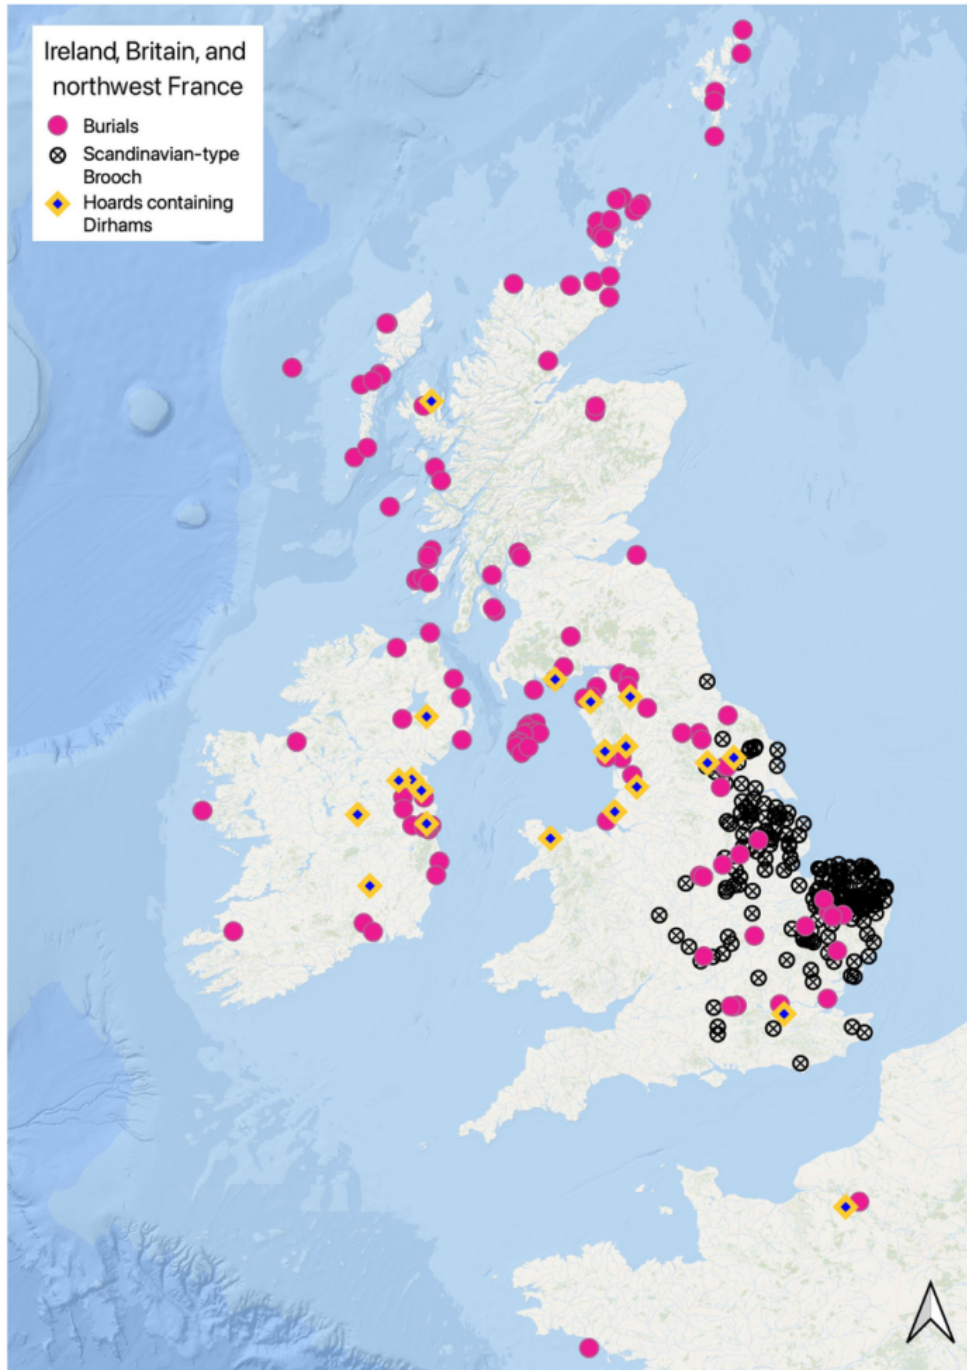 Ireland, Britain, and
northwest France
Burials
Scandinavian-type
Brooch
Hoards containing
Dirhams